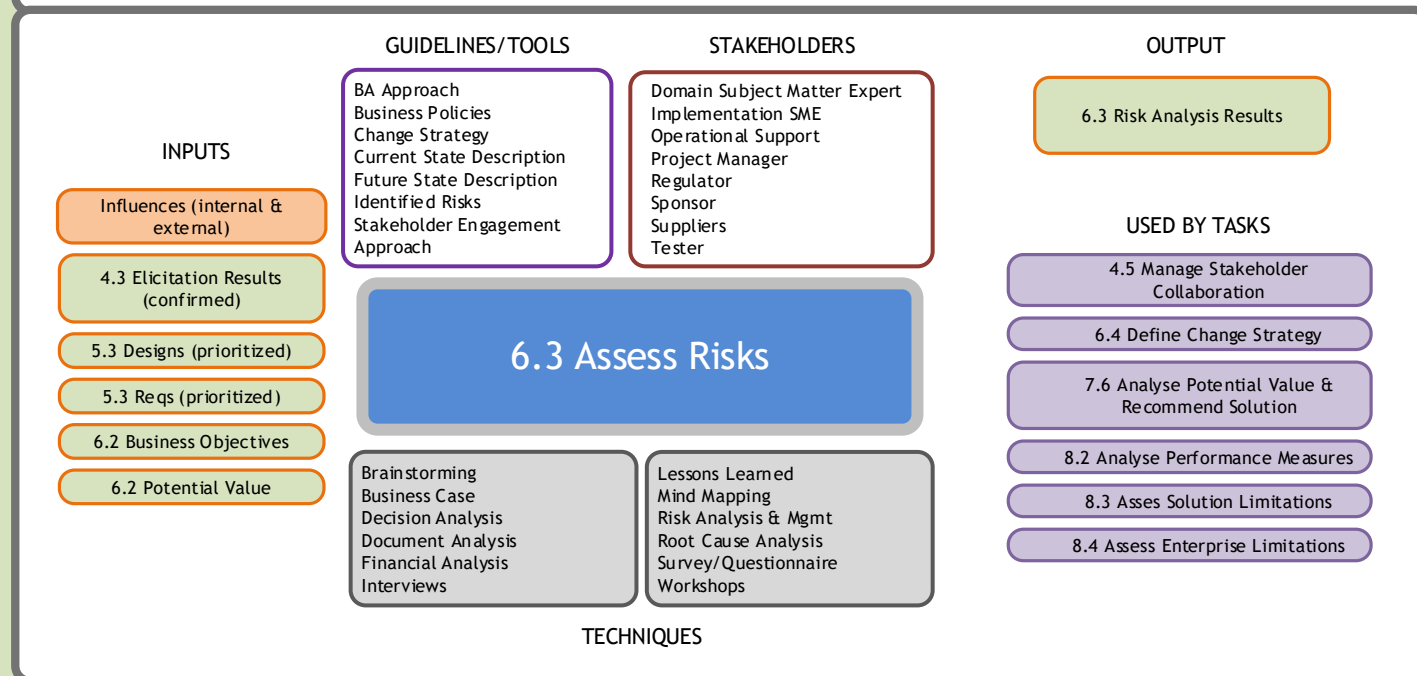 GUIDELINES/TOOLS
STAKEHOLDERS
OUTPUT
BA Approach
Business Policies
Change Strategy
Current State Description
Future State Description
Identified Risks
Stakeholder Engagement
Approach
Domain Subject Matter Expert
Implementation SME
Operational Support
Project Manager
Regulator
Sponsor
Suppliers
Tester
6.3 Risk Analysis Results
INPUTS
Influences (internal &
external)
4.3 Elicitation Results
(confirmed)
5.3 Designs (prioritized)
5.3 Reqs (prioritized)
6.2 Business Objectives
6.2 Potential Value
6.3 Assess Risks
USED BY TASKS
4.5 Manage Stakeholder
Collaboration
6.4 Define Change Strategy
7.6 Analyse Potential Value &
Recommend Solution
8.2 Analyse Performance Measures
8.3 Asses Solution Limitations
8.4 Assess Enterprise Limitations
Brainstorming
Business Case
Decision Analysis
Document Analysis
Financial Analysis
Interviews
Lessons Learned
Mind Mapping
Risk Analysis & Mgmt
Root Cause Analysis
Survey/Questionnaire
Workshops
TECHNIQUES